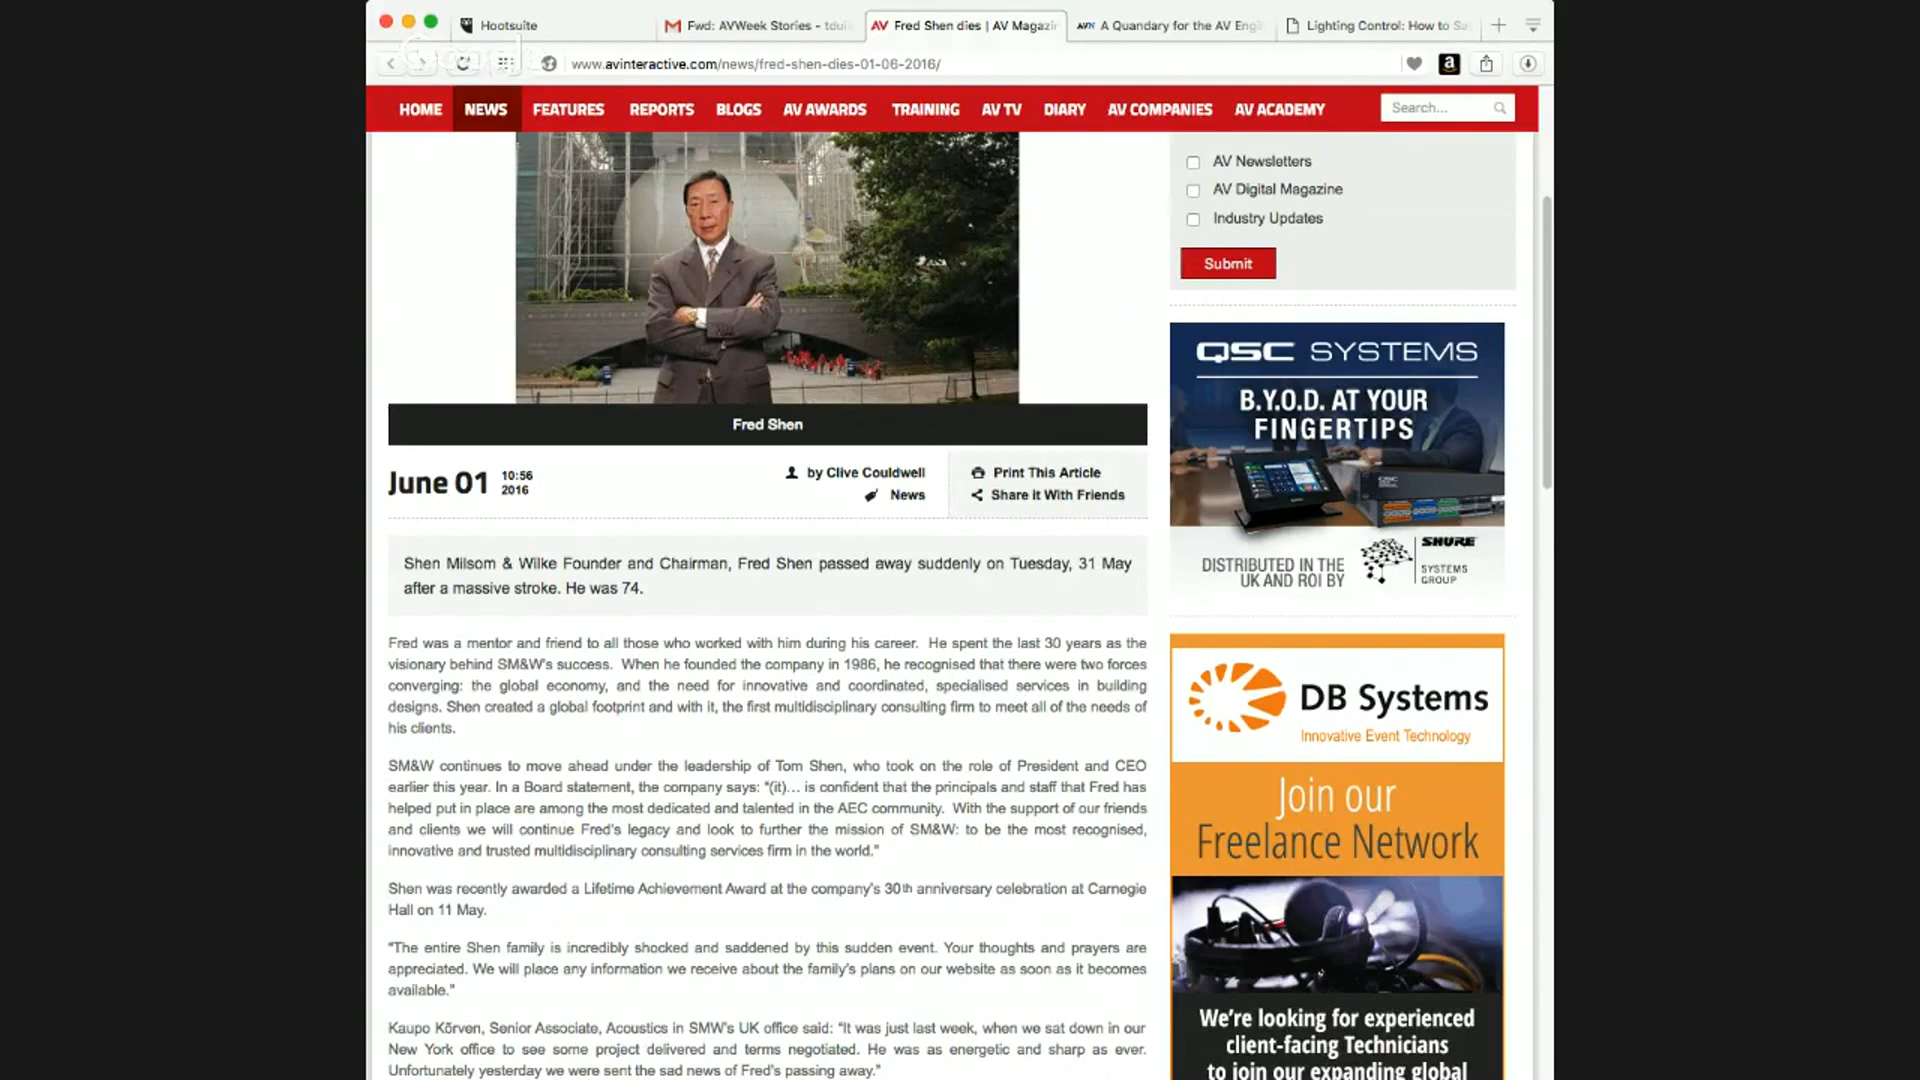 Hootsuite
Fwd: AVWeek Stories - tdul
AV Fred Shen dies | AV Magazin
AVN A Quandary for the AV Engi
Lighting Control: How to Sa
www.avinteractive.com/news/fred-shen-dies-01-06-2016/
HOME NEWS FEATURES REPORTS BLOGS AV AWARDS TRAINING AV TV DIARY AV COMPANIES AV ACADEMY
Search...
AV Newsletters
AV Digital Magazine
Industry Updates
Submit
Fred Shen
June 01
10:56
2016
by Clive Couldwell
News
Print This Article
Share it With Friends
Shen Milsom & Wilke Founder and Chairman, Fred Shen passed away suddenly on Tuesday, 31 May
after a massive stroke. He was 74.
Fred was a mentor and friend to all those who worked with him during his career. He spent the last 30 years as the
visionary behind SM&W's success. When he founded the company in 1986, he recognised that there were two forces
converging: the global economy, and the need for innovative and coordinated, specialised services in building
designs. Shen created a global footprint and with it, the first multidisciplinary consulting firm to meet all of the needs of
his clients.
SM&W continues to move ahead under the leadership of Tom Shen, who took on the role of President and CEO
earlier this year. In a Board statement, the company says: "(it)... is confident that the principals and staff that Fred has
helped put in place are among the most dedicated and talented in the AEC community. With the support of our friends
and clients we will continue Fred's legacy and look to further the mission of SM&W: to be the most recognised,
innovative and trusted multidisciplinary consulting services firm in the world."
Shen was recently awarded a Lifetime Achievement Award at the company's 30th anniversary celebration at Carnegie
Hall on 11 May.
"The entire Shen family is incredibly shocked and saddened by this sudden event. Your thoughts and prayers are
appreciated. We will place any information we receive about the family's plans on our website as soon as it becomes
available."
Kaupo Kõrven, Senior Associate, Acoustics in SMW's UK office said: "It was just last week, when we sat down in our
New York office to see some project delivered and terms negotiated. He was as energetic and sharp as ever.
Unfortunately yesterday we were sent the sad news of Fred's passing away."
QSC SYSTEMS
B.Y.O.D. AT YOUR
FINGERTIPS
DISTRIBUTED IN THE
UK AND ROI BY
SHURE
SYSTEMS
GROUP
DB Systems
Innovative Event Technology
Join our
Freelance Network
We're looking for experienced
client-facing Technicians
to join our expanding global